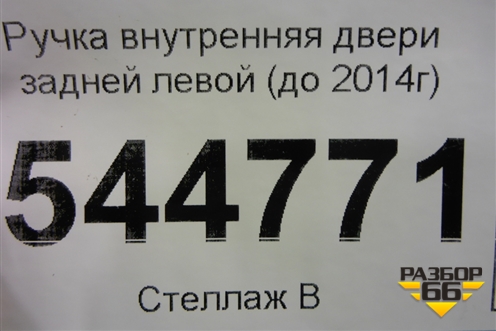 Ручка внутренняя двери
задней левой (до 2014г)
544771
Стеллаж В
РАЗБОР
66